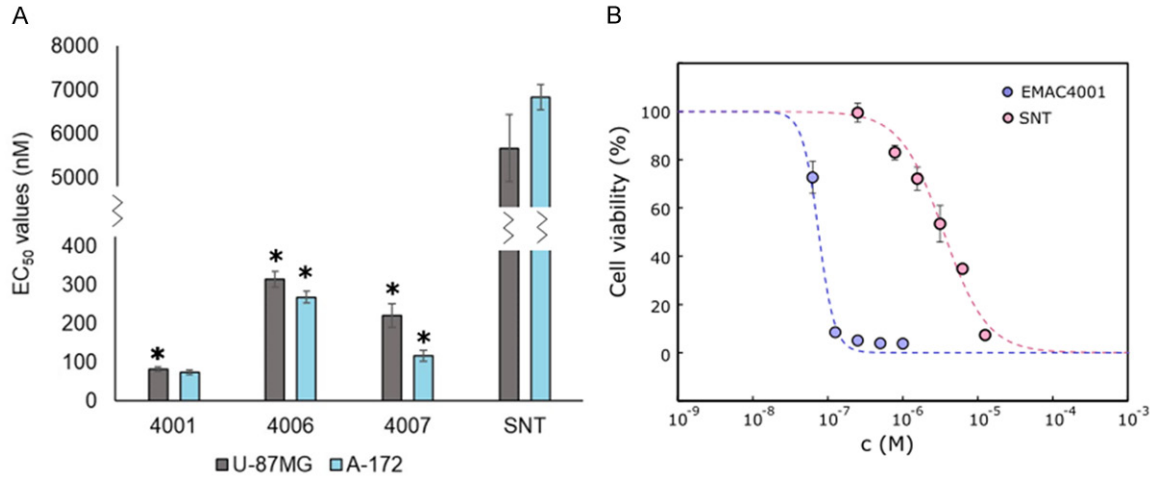 A
EC50 values (nM)
8000
7000
6000
5000
400
300
200
100
0
* * * * *
4001 4006 4007 SNT
U-87MG A-172
B
Cell viability (%)
100
80
60
40
20
0
EMAC4001
SNT
10-9 10-8 10-7 10-6 10-5 10-4 10-3
c (M)